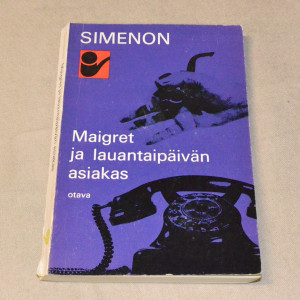 SIMENON
Maigret
ja lauantaipäivän
asiakas
otava